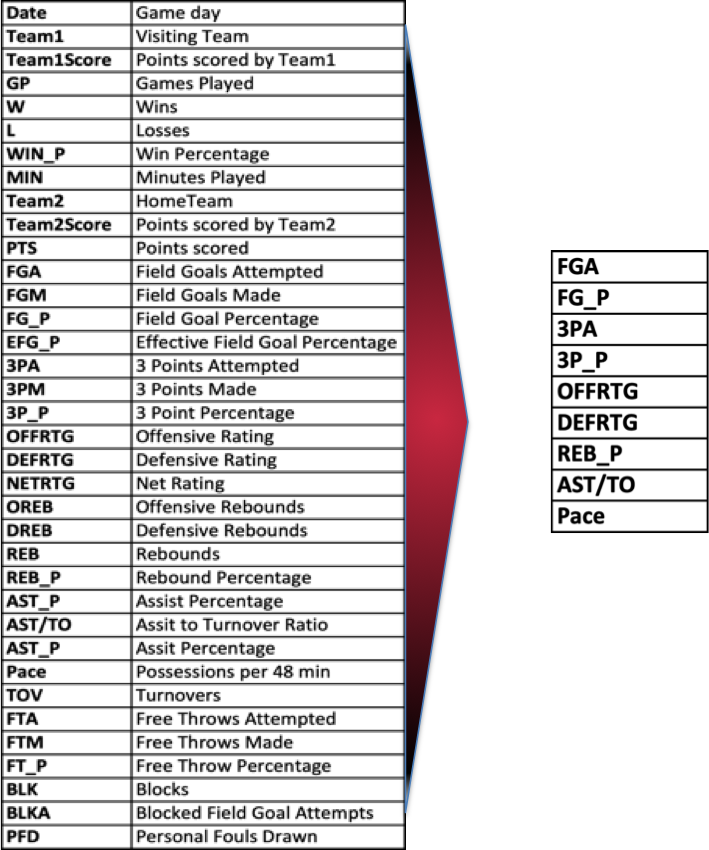 Date Game day
Team1 Visiting Team
Team1Score Points scored by Team1
GP Games Played
W Wins
L Losses
WIN_P Win Percentage
MIN Minutes Played
Team2 HomeTeam
Team2Score Points scored by Team2
PTS Points scored
FGA Field Goals Attempted
FGM Field Goals Made
FG_P Field Goal Percentage
EFG_P Effective Field Goal Percentage
3PA 3 Points Attempted
3PM 3 Points Made
3P_P 3 Point Percentage
OFFRTG Offensive Rating
DEFRTG Defensive Rating
NETRTG Net Rating
OREB Offensive Rebounds
DREB Defensive Rebounds
REB Rebounds
REB_P Rebound Percentage
AST_P Assist Percentage
AST/TO Assit to Turnover Ratio
AST_P Assit Percentage
Pace Possessions per 48 min
TOV Turnovers
FTA Free Throws Attempted
FTM Free Throws Made
FT_P Free Throw Percentage
BLK Blocks
BLKA Blocked Field Goal Attempts
PFD Personal Fouls Drawn
FGA
FG_P
3PA
3P_P
OFFRTG
DEFRTG
REB_P
AST/TO
Pace